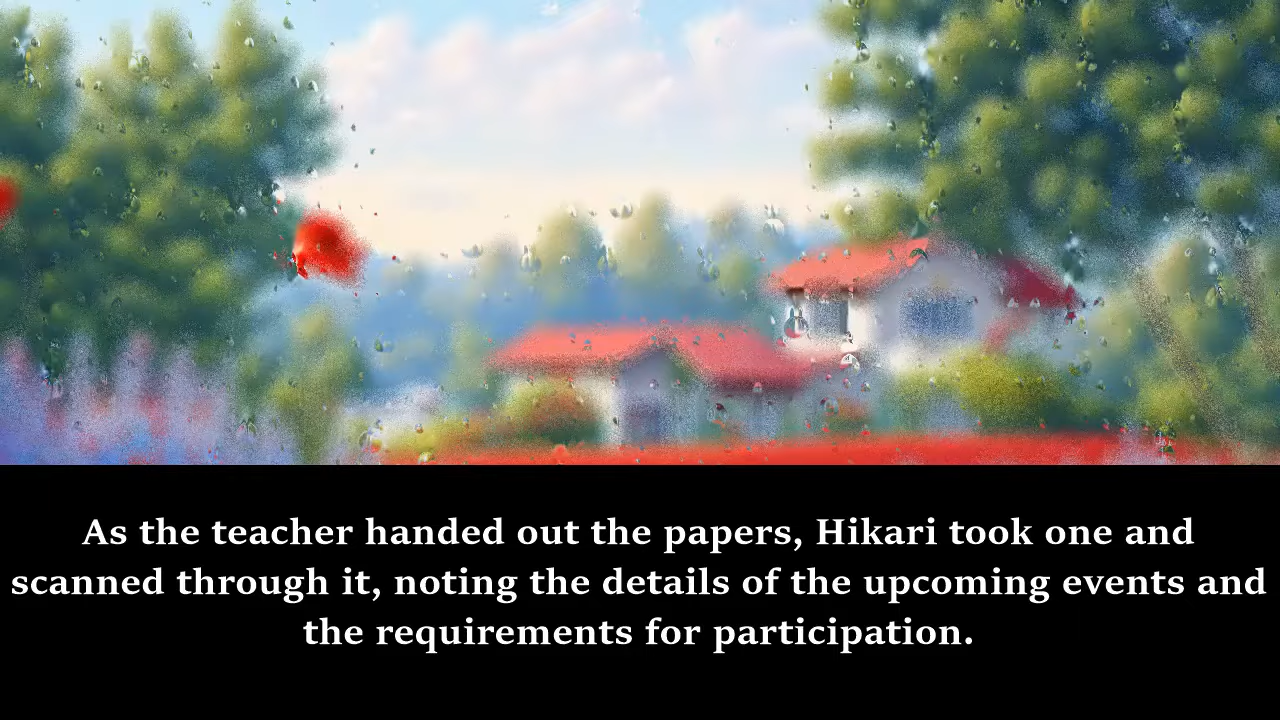 As the teacher handed out the papers, Hikari took one and
scanned through it, noting the details of the upcoming events and
the requirements for participation.